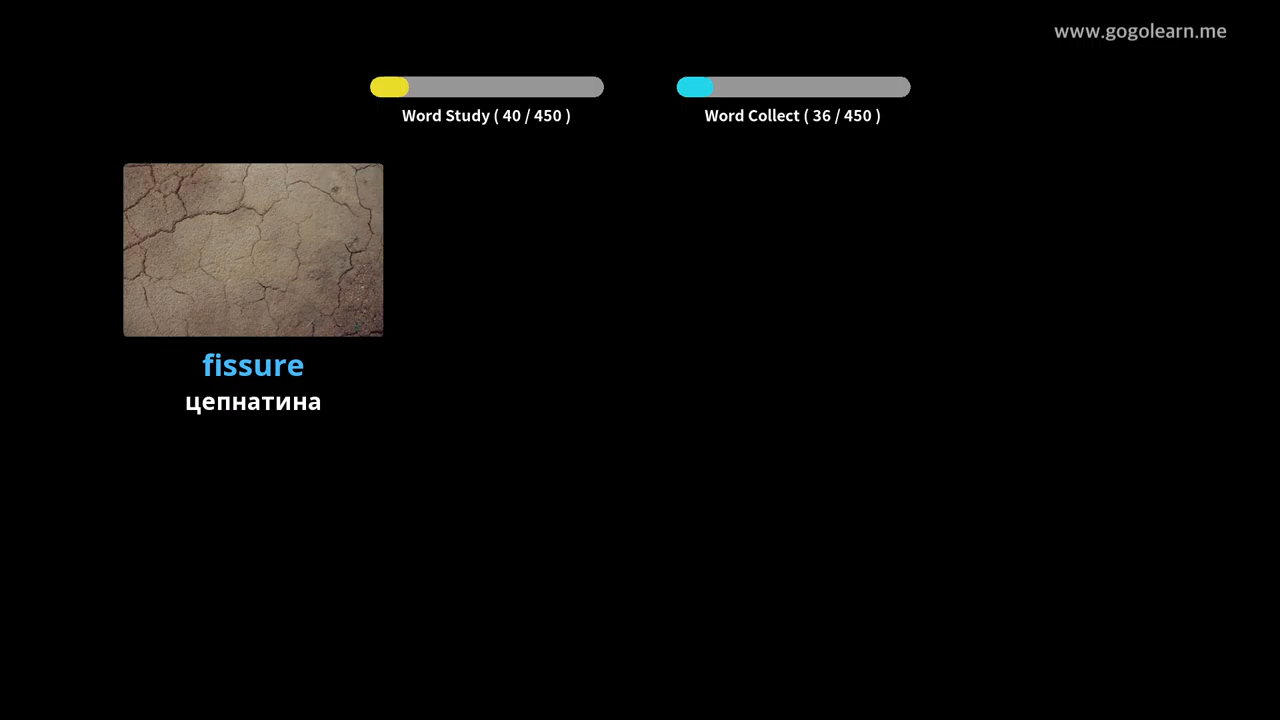 www.gogolearn.me
Word Study ( 40 / 450 )
Word Collect ( 36 / 450 )
fissure
цепнатина